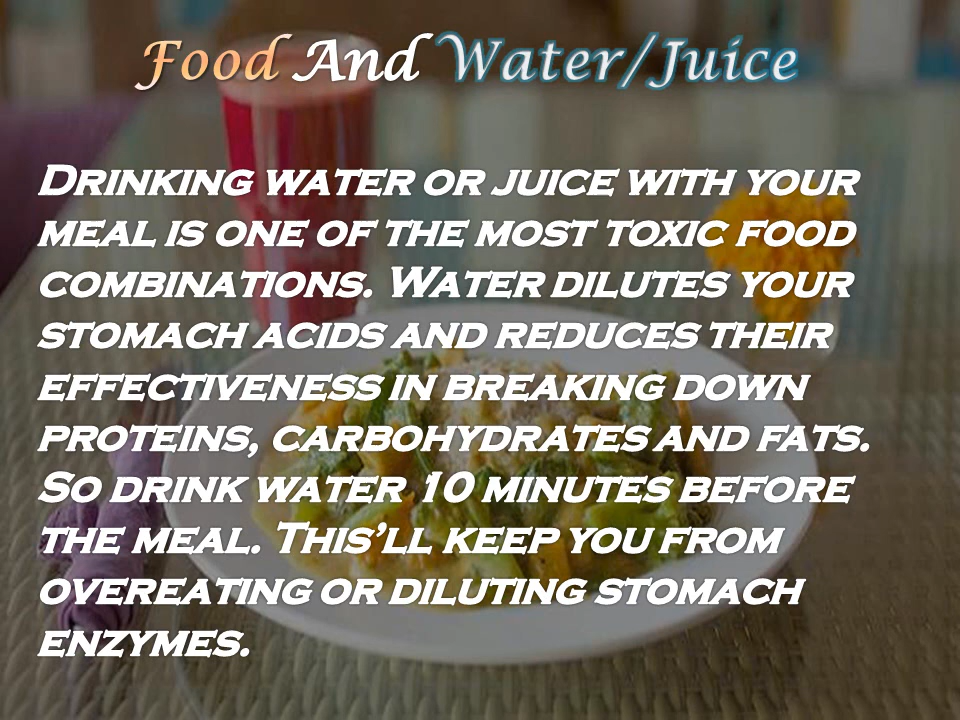 Food And Water/Juice
Drinking water or juice with your
meal is one of the most toxic food
combinations. Water dilutes your
stomach acids and reduces their
effectiveness in breaking down
proteins, carbohydrates and fats.
So drink water 10 minutes before
the meal. This’ll keep you from
overeating or diluting stomach
enzymes.